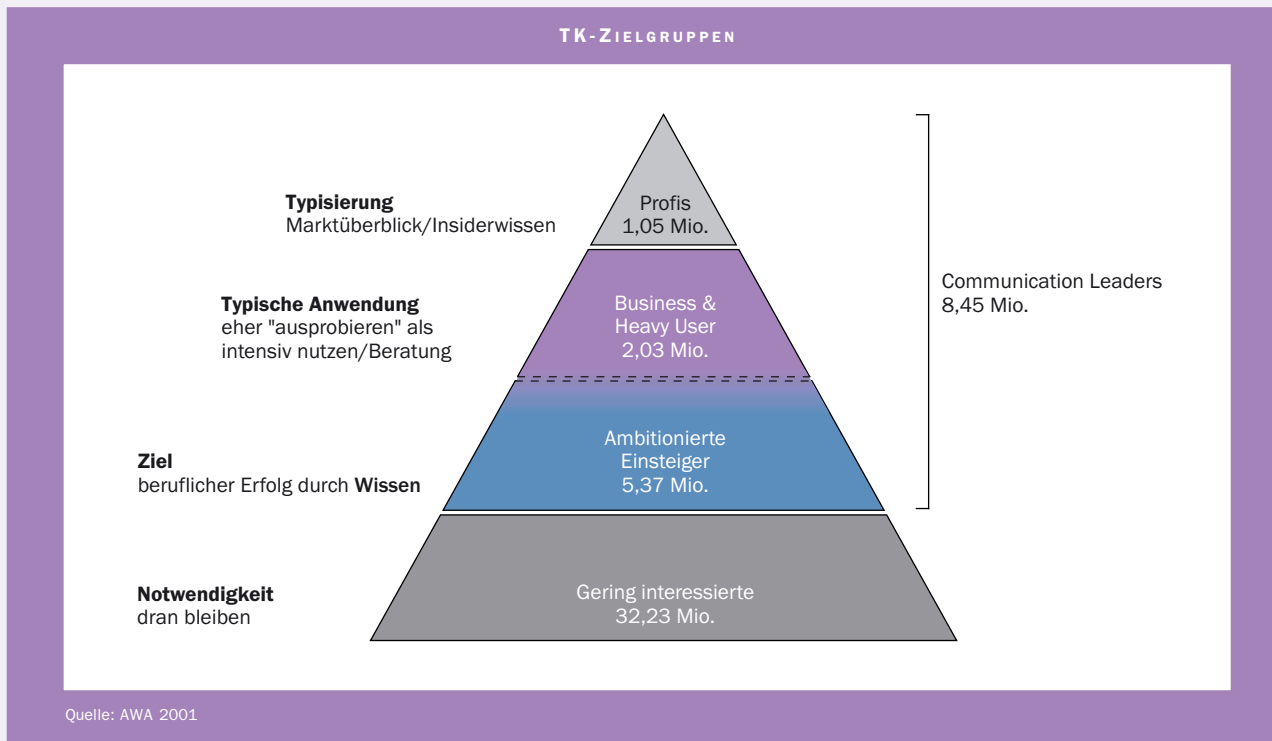 TK-ZIELGRUPPEN
Typisierung
Marktüberblick/Insiderwissen
Profis
1,05 Mio.
Typische Anwendung
eher "ausprobieren" als
intensiv nutzen/Beratung
Business &
Heavy User
2,03 Mio.
Communication Leaders
8,45 Mio.
Ziel
beruflicher Erfolg durch Wissen
Ambitionierte
Einsteiger
5,37 Mio.
Notwendigkeit
dran bleiben
Gering interessierte
32,23 Mio.
Quelle: AWA 2001